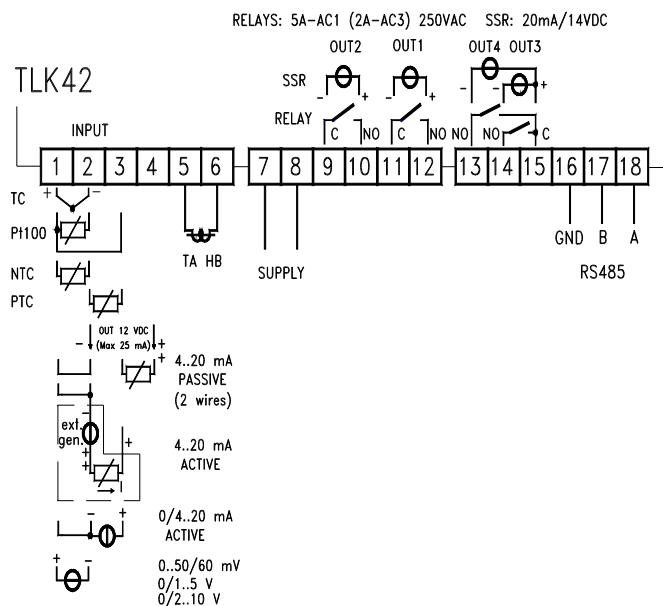 RELAYS: 5A-AC1 (2A-AC3) 250VAC SSR: 20mA/14VDC
OUT2 OUT1 OUT4 OUT3
TLK42
SSR - + - + - - +
RELAY
INPUT C NO C NO NO NO C
1 2 3 4 5 6 7 8 9 10 11 12 13 14 15 16 17 18
TC + -
Pt100
TA HB SUPPLY GND B A
NTC RS485
PTC
OUT 12 VDC
- (Max 25 mA) +
+
4..20 mA
PASSIVE
(2 wires)
-
ext.
gen.
+ +
+
4..20 mA
ACTIVE
I
- + 0/4..20 mA
ACTIVE
+ - 0..50/60 mV
0/1..5 V
0/2..10 V